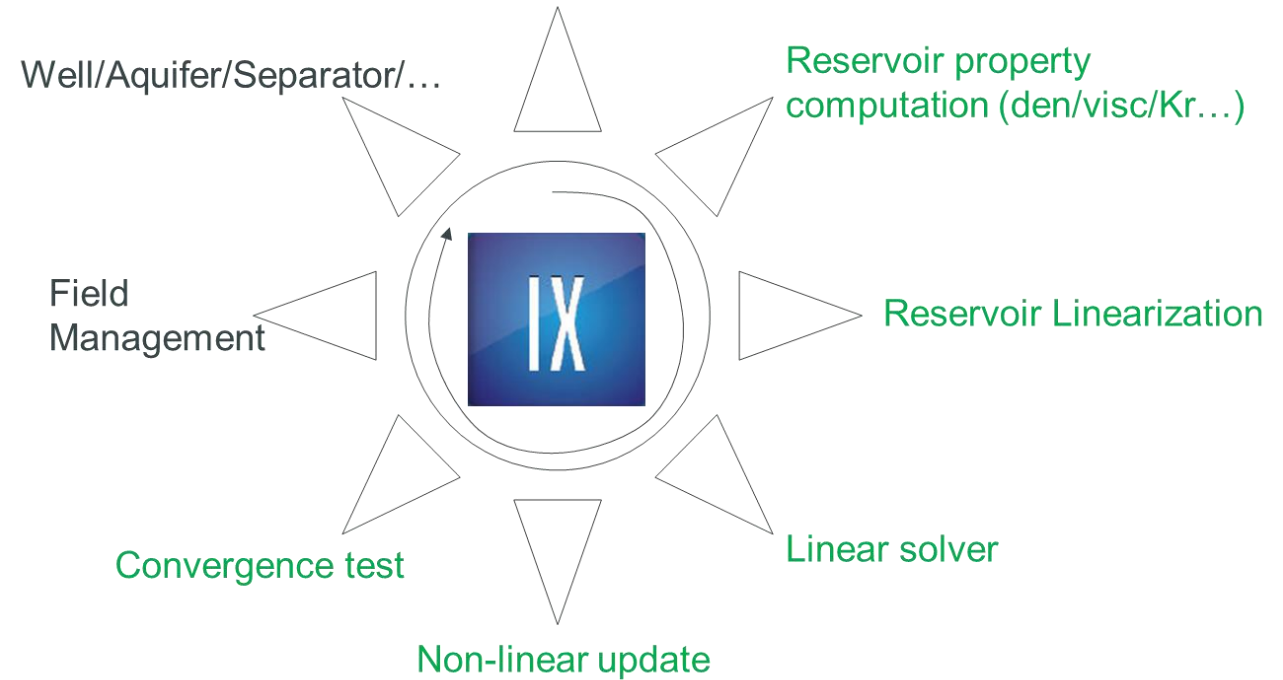 Well/Aquifer/Separator/…
Reservoir property
computation (den/visc/Kr…)
Field
Management
IX
Reservoir Linearization
Linear solver
Convergence test
Non-linear update